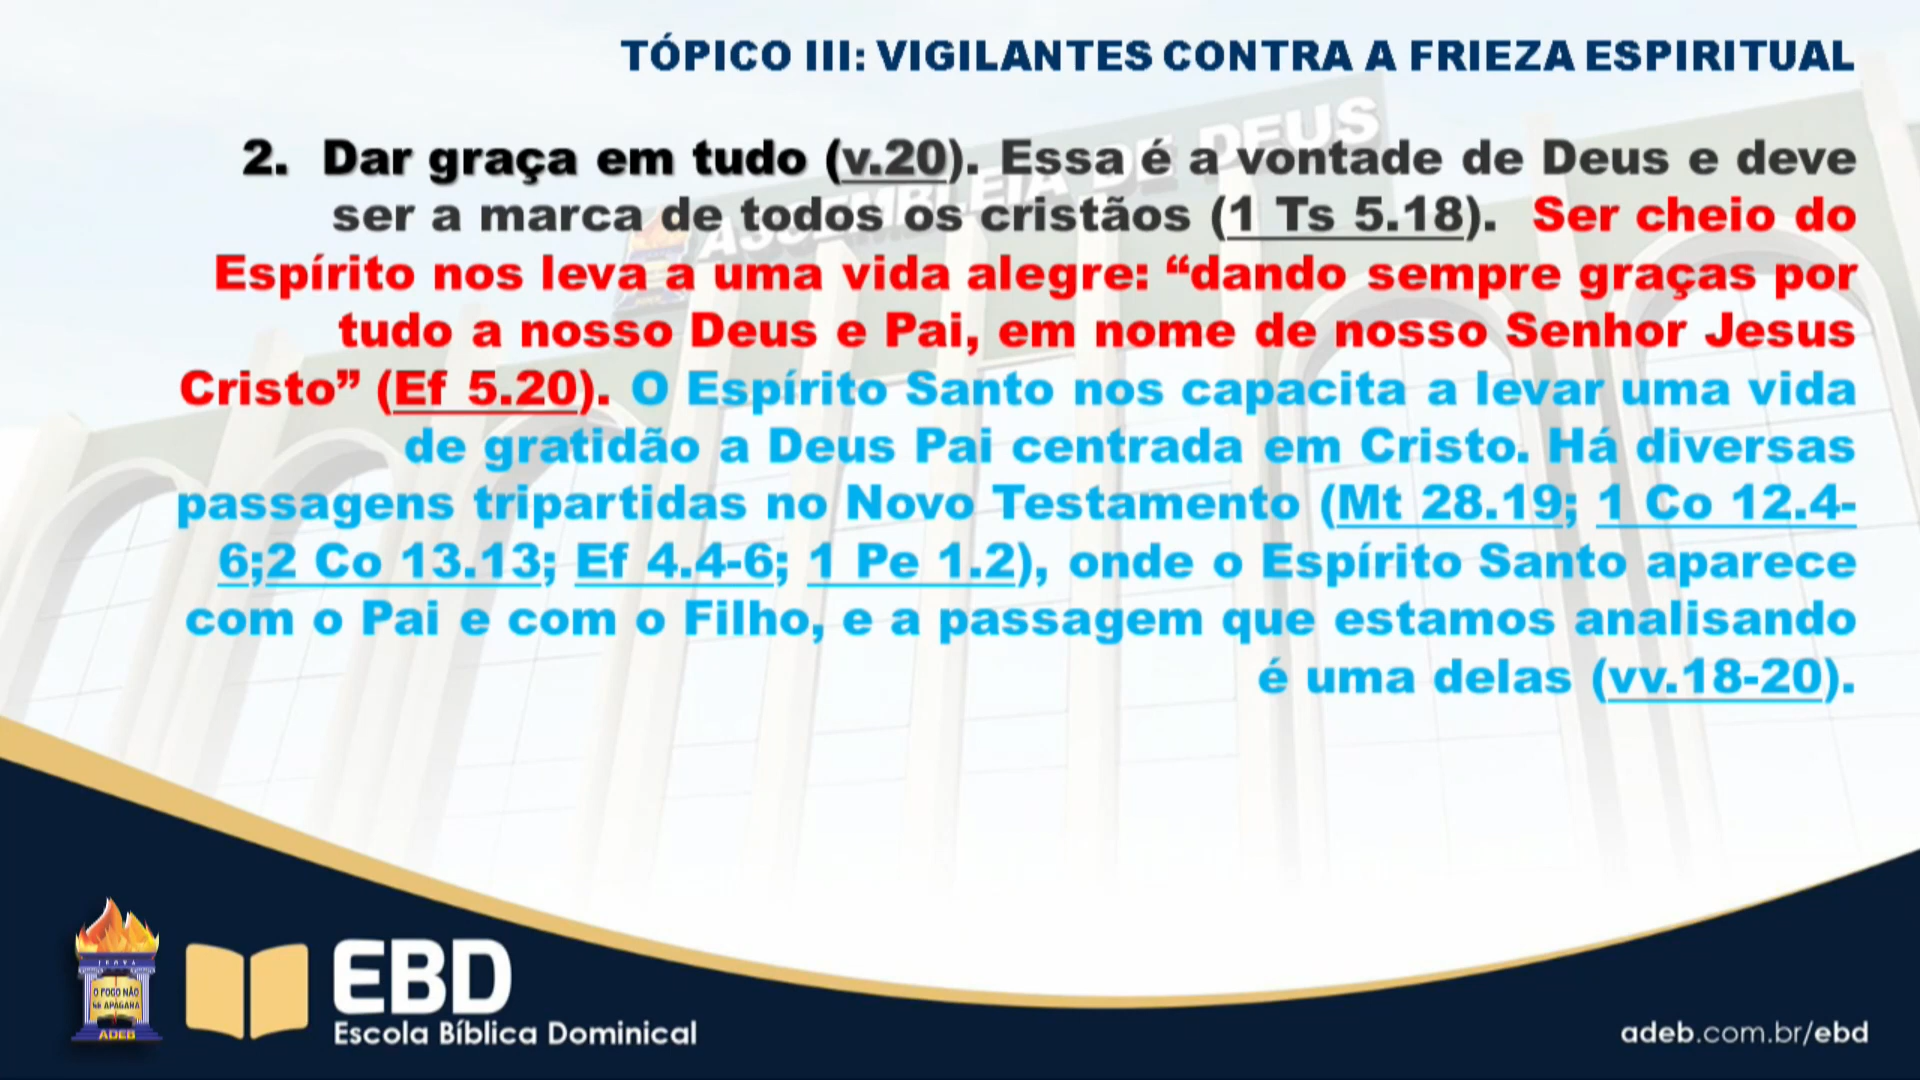 TÓPICO III: VIGILANTES CONTRA A FRIEZA ESPIRITUAL
ASSEMBLEIA DE DEUS
2. Dar graça em tudo (v.20). Essa é a vontade de Deus e deve
ser a marca de todos os cristãos (1 Ts 5.18). Ser cheio do
Espírito nos leva a uma vida alegre: “dando sempre graças por
tudo a nosso Deus e Pai, em nome de nosso Senhor Jesus
Cristo” (Ef 5.20). O Espírito Santo nos capacita a levar uma vida
de gratidão a Deus Pai centrada em Cristo. Há diversas
passagens tripartidas no Novo Testamento (Mt 28.19; 1 Co 12.4-
6;2 Co 13.13; Ef 4.4-6; 1 Pe 1.2), onde o Espírito Santo aparece
com o Pai e com o Filho, e a passagem que estamos analisando
é uma delas (vv.18-20).
JEOVÁ
O FOGO NÃO
SE APAGARÁ
ADEB
EBD
Escola Bíblica Dominical
adeb.com.br/ebd